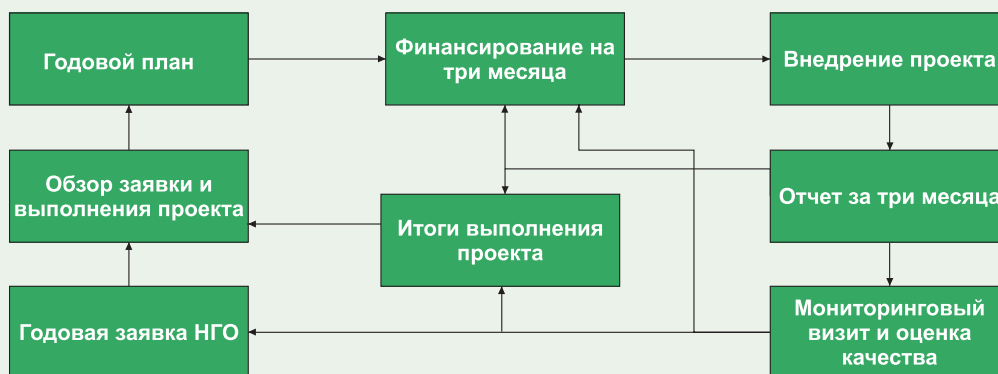 Годовой план
Финансирование на
три месяца
Внедрение проекта
Обзор заявки и
выполнения проекта
Итоги выполнения
проекта
Отчет за три месяца
Годовая заявка НГО
Мониторинговый
визит и оценка
качества